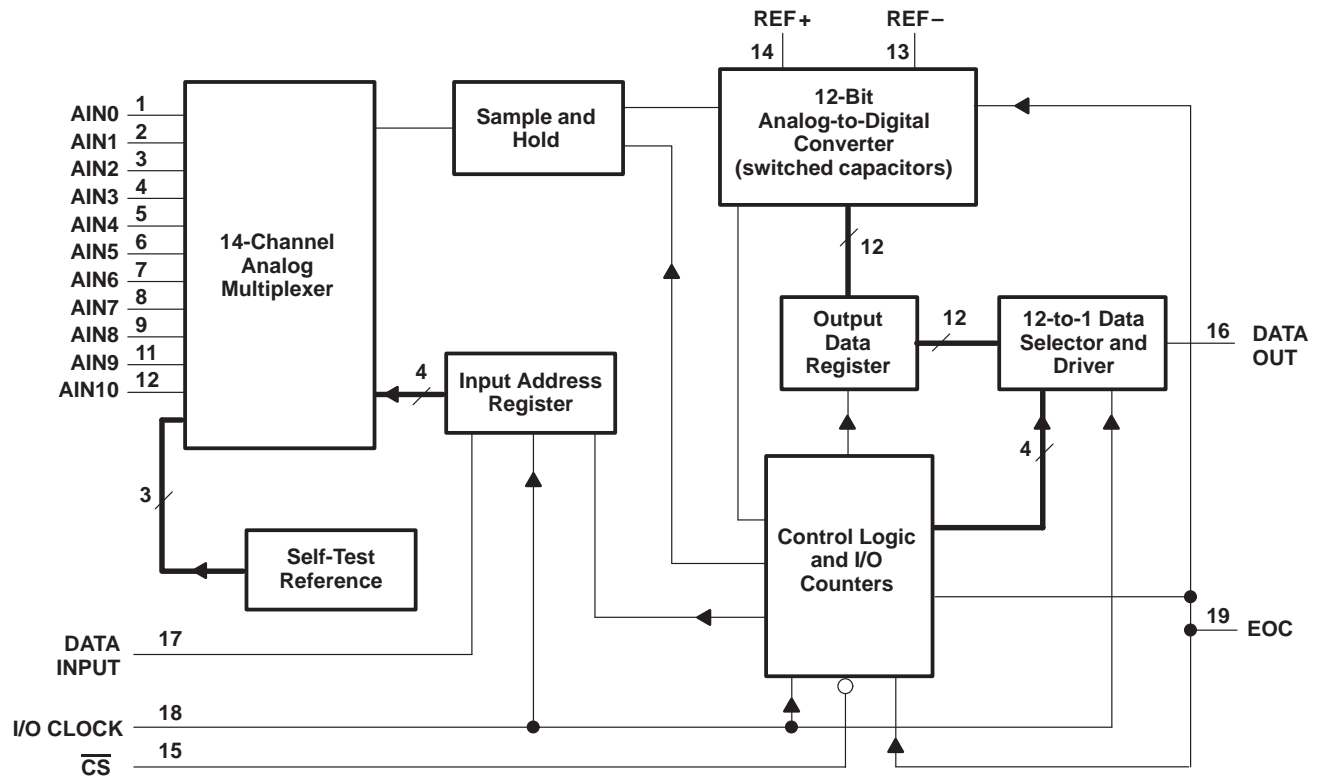 REF+
REF–
14
13
AIN0 1
AIN1 2
AIN2 3
AIN3 4
AIN4 5
AIN5 6
AIN6 7
AIN7 8
AIN8 9
AIN9 11
AIN10 12
14-Channel
Analog
Multiplexer
Sample and
Hold
12-Bit
Analog-to-Digital
Converter
(switched capacitors)
12
Output
Data
Register
12
12-to-1 Data
Selector and
Driver
16
DATA
OUT
4
Input Address
Register
4
3
Self-Test
Reference
Control Logic
and I/O
Counters
19
EOC
DATA
INPUT
17
I/O CLOCK
18
CS
15